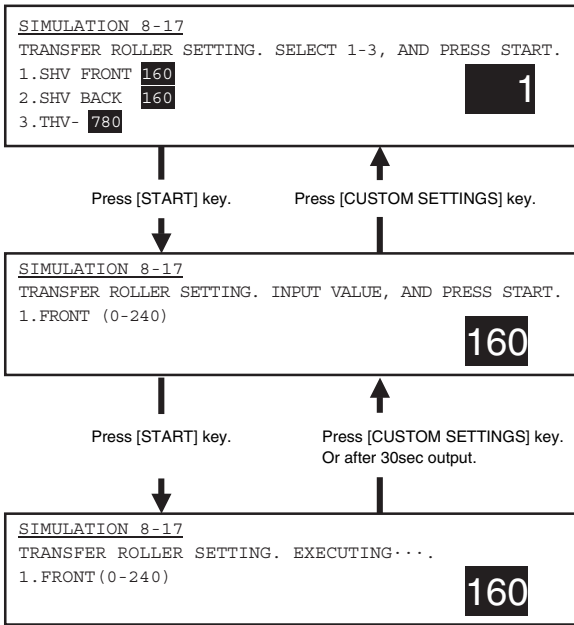 SIMULATION 8-17
TRANSFER ROLLER SETTING. SELECT 1-3, AND PRESS START.
1.SHV FRONT 160
2.SHV BACK 160
3.THV- 780
1
Press [START] key.
Press [CUSTOM SETTINGS] key.
SIMULATION 8-17
TRANSFER ROLLER SETTING. INPUT VALUE, AND PRESS START.
1.FRONT (0-240)
160
Press [START] key.
Press [CUSTOM SETTINGS] key.
Or after 30sec output.
SIMULATION 8-17
TRANSFER ROLLER SETTING. EXECUTING···.
1.FRONT(0-240)
160